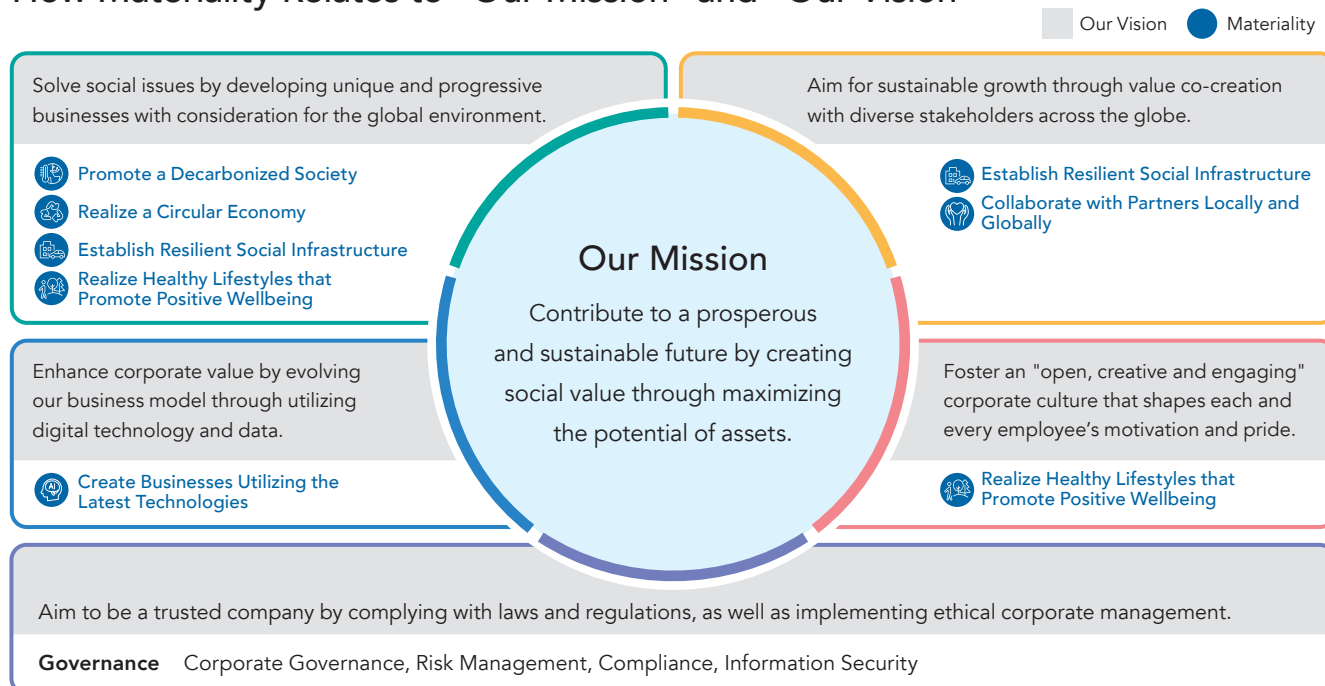 How Materiality Relates to "Our Mission" and "Our Vision"
Our Vision
Materiality
Solve social issues by developing unique and progressive
businesses with consideration for the global environment.
Promote a Decarbonized Society
Realize a Circular Economy
Establish Resilient Social Infrastructure
Realize Healthy Lifestyles that
Promote Positive Wellbeing
Aim for sustainable growth through value co-creation
with diverse stakeholders across the globe.
Establish Resilient Social Infrastructure
Collaborate with Partners Locally and
Globally
Our Mission
Contribute to a prosperous
and sustainable future by creating
social value through maximizing
the potential of assets.
Enhance corporate value by evolving
our business model through utilizing
digital technology and data.
AI
Create Businesses Utilizing the
Latest Technologies
Foster an "open, creative and engaging"
corporate culture that shapes each and
every employee's motivation and pride.
Realize Healthy Lifestyles that
Promote Positive Wellbeing
Aim to be a trusted company by complying with laws and regulations, as well as implementing ethical corporate management.
Governance Corporate Governance, Risk Management, Compliance, Information Security